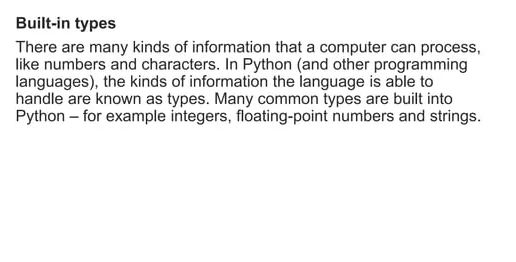 Built-in types
There are many kinds of information that a computer can process,
like numbers and characters. In Python (and other programming
languages), the kinds of information the language is able to
handle are known as types. Many common types are built into
Python – for example integers, floating-point numbers and strings.